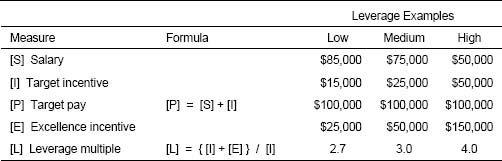 Leverage Examples
Measure Formula Low Medium High
[S] Salary $85,000 $75,000 $50,000
[I] Target incentive $15,000 $25,000 $50,000
[P] Target pay [P] = [S] + [I] $100,000 $100,000 $100,000
[E] Excellence incentive $25,000 $50,000 $150,000
[L] Leverage multiple [L] = { [I] + [E] } / [I] 2.7 3.0 4.0